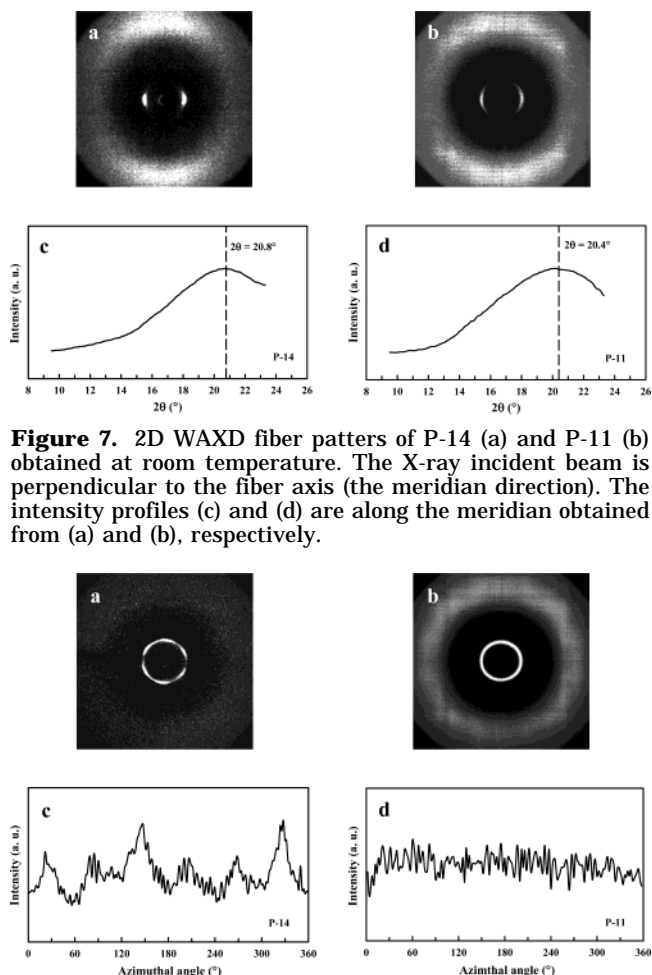 a
b
c
2θ = 20.8°
Intensity (a. u.)
P-14
8 10 12 14 16 18 20 22 24 26
2θ (°)
d
2θ = 20.4°
Intensity (a. u.)
P-11
8 10 12 14 16 18 20 22 24 26
2θ (°)
Figure 7. 2D WAXD fiber patters of P-14 (a) and P-11 (b)
obtained at room temperature. The X-ray incident beam is
perpendicular to the fiber axis (the meridian direction). The
intensity profiles (c) and (d) are along the meridian obtained
from (a) and (b), respectively.
a
b
c
Intensity (a. u.)
P-14
0 60 120 180 240 300 360
Azimuthal angle (°)
d
Intensity (a. u.)
P-11
0 90 180 270 360
Azimthal angle (°)